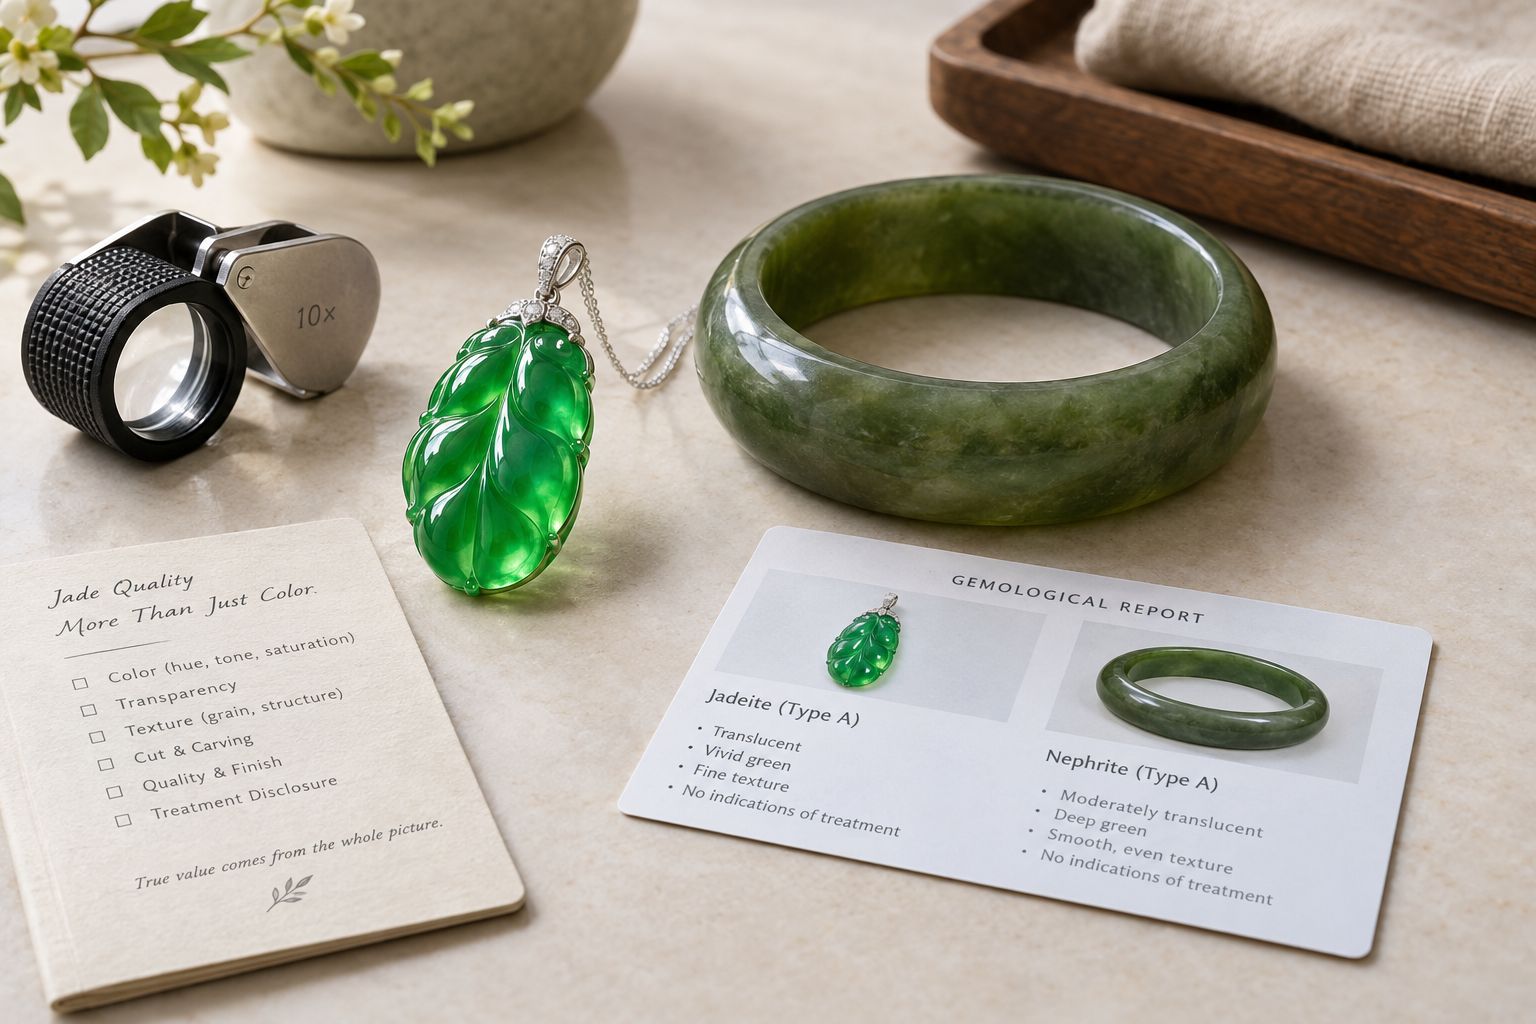 10x
Jade Quality
More Than Just Color.
☐ Color (hue, tone, saturation)
☐ Transparency
☐ Texture (grain, structure)
☐ Cut & Carving
☐ Quality & Finish
☐ Treatment Disclosure
True value comes from the whole picture.
GEMOLOGICAL REPORT
Jadeite (Type A)
• Translucent
• Vivid green
• Fine texture
• No indications of treatment
Nephrite (Type A)
• Moderately translucent
• Deep green
• Smooth, even texture
• No indications of treatment